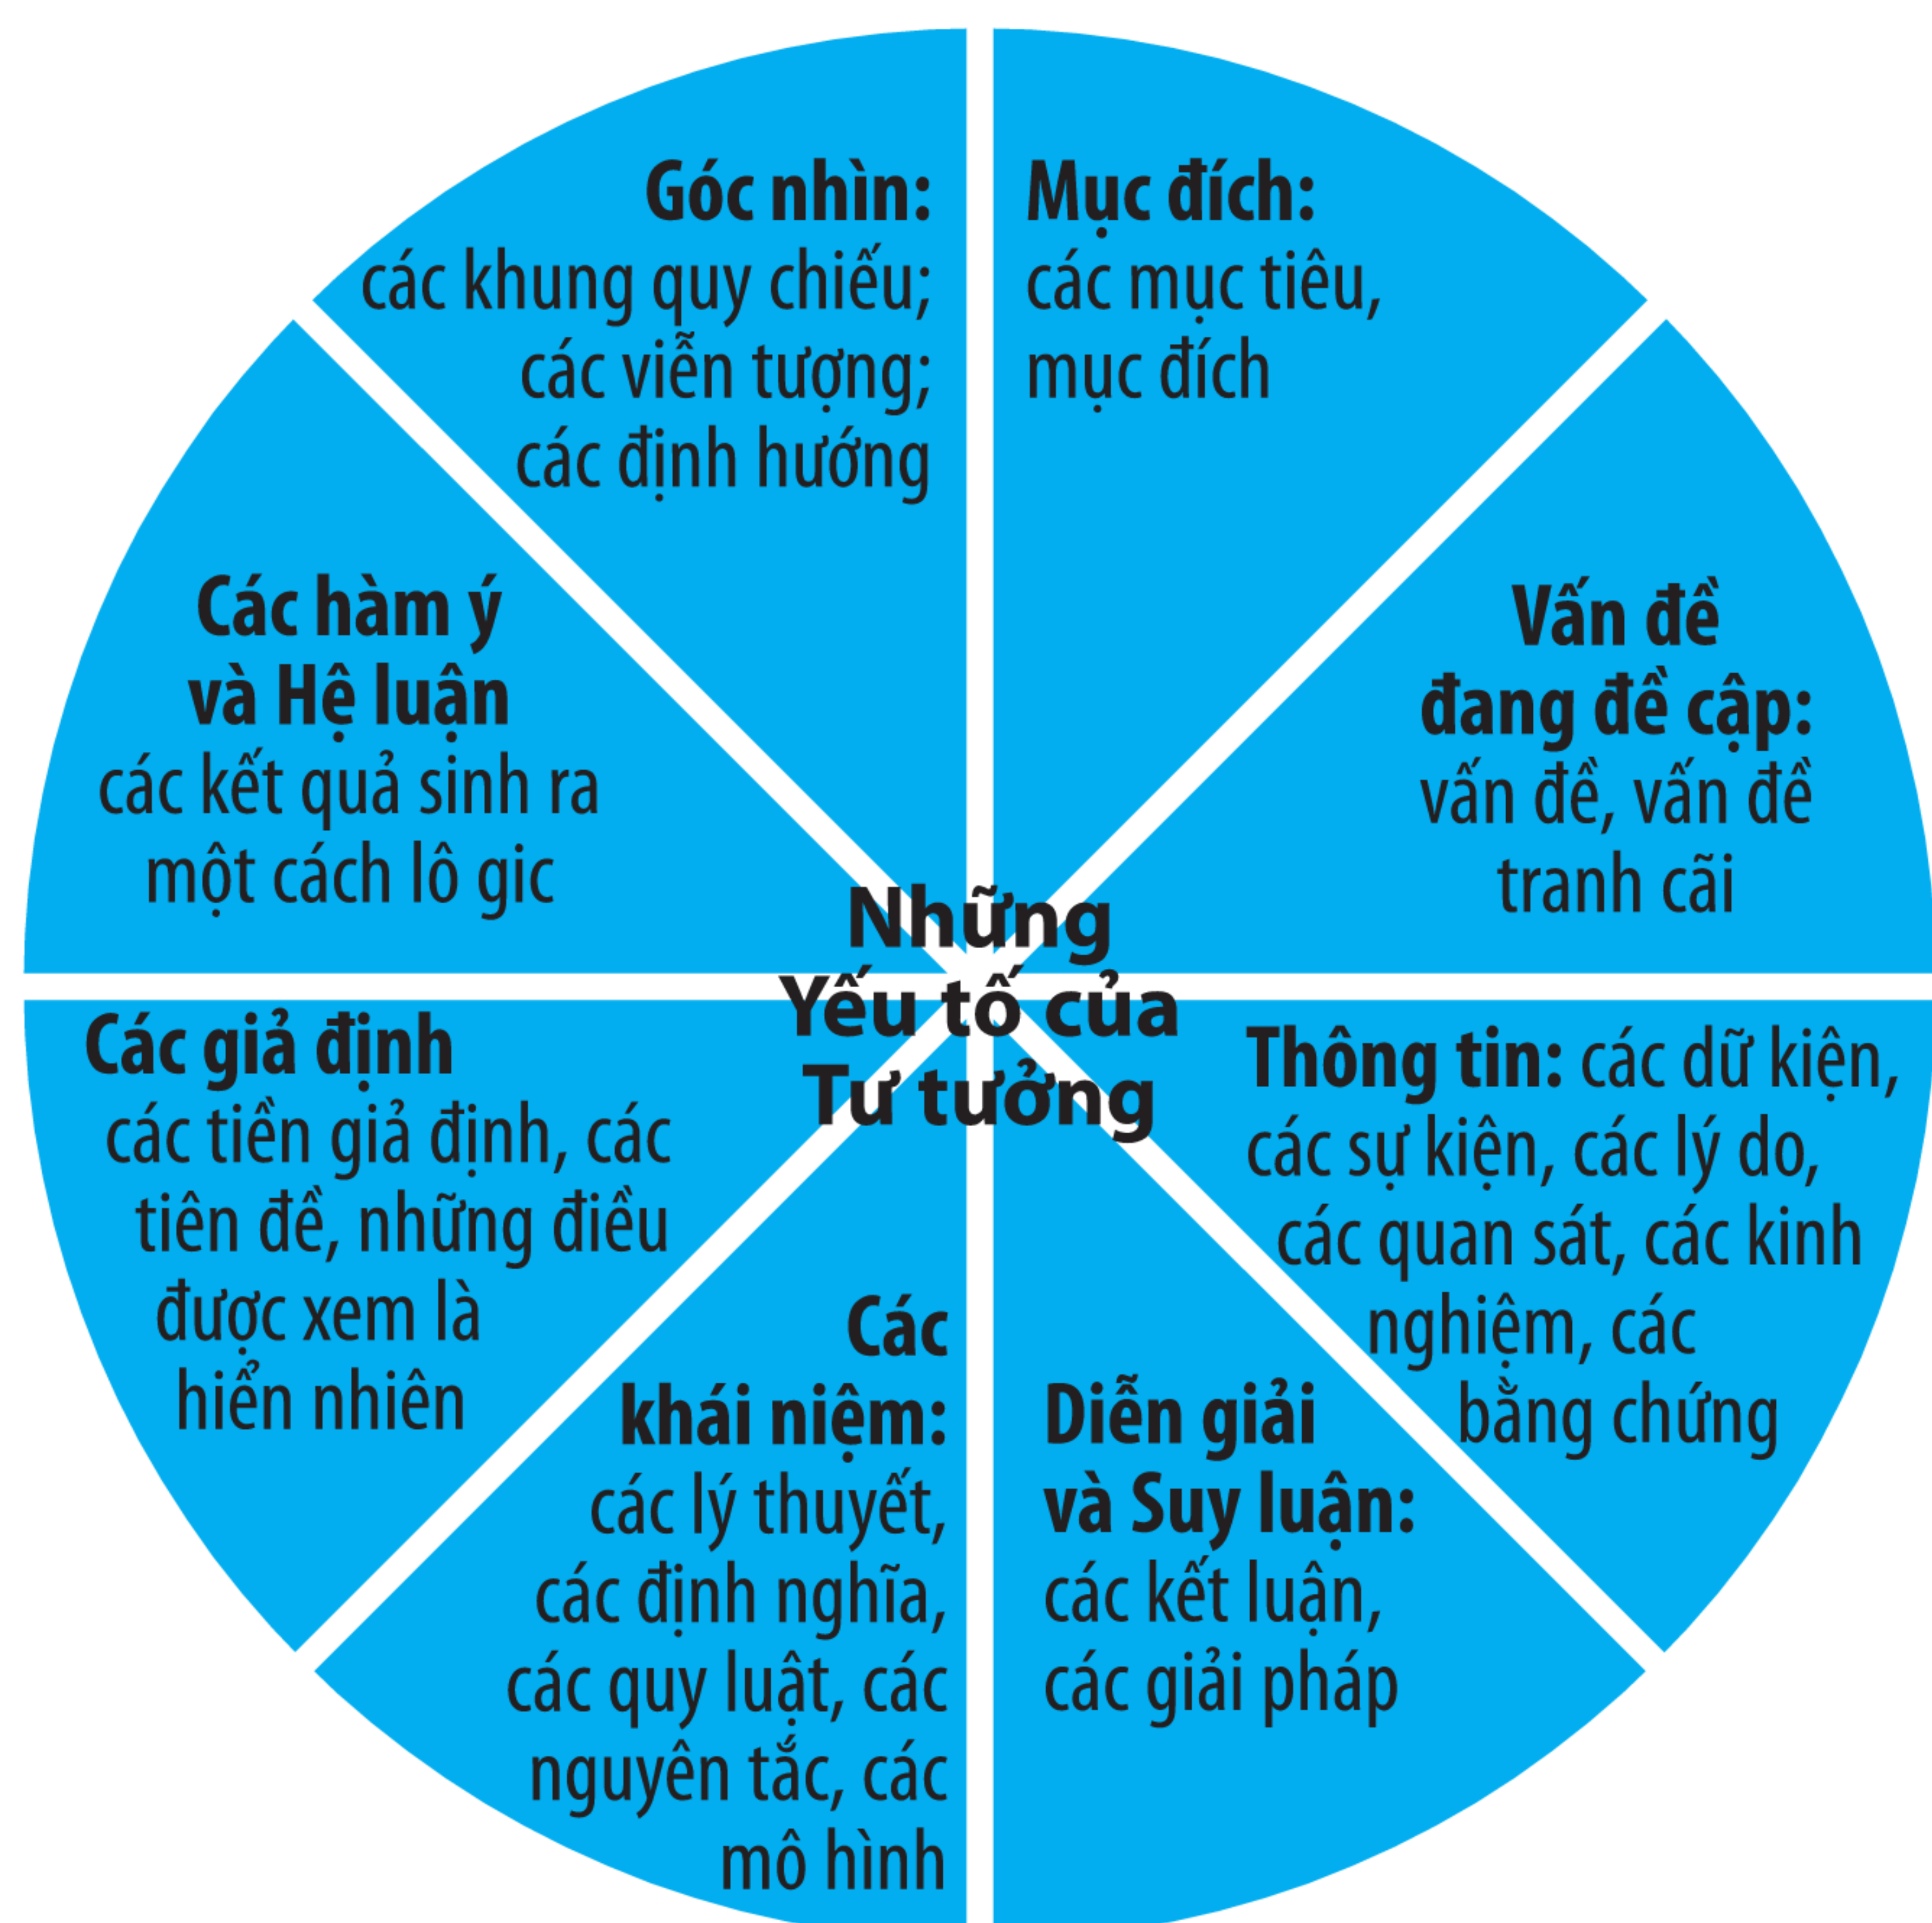 Góc nhìn:
các khung quy chiếu;
các viễn tượng;
các định hướng
Mục đích:
các mục tiêu,
mục đích
Vấn đề
đang đề cập:
vấn đề, vấn đề
tranh cãi
Thông tin: các dữ kiện,
các sự kiện, các lý do,
các quan sát, các kinh
nghiệm, các
bằng chứng
Diễn giải
và Suy luận:
các kết luận,
các giải pháp
Các
khái niệm:
các lý thuyết,
các định nghĩa,
các quy luật, các
nguyên tắc, các
mô hình
Các giả định
các tiền giả định, các
tiên đề, những điều
được xem là
hiển nhiên
Các hàm ý
và Hệ luận
các kết quả sinh ra
một cách lô gic
Những
Yếu tố của
Tư tưởng